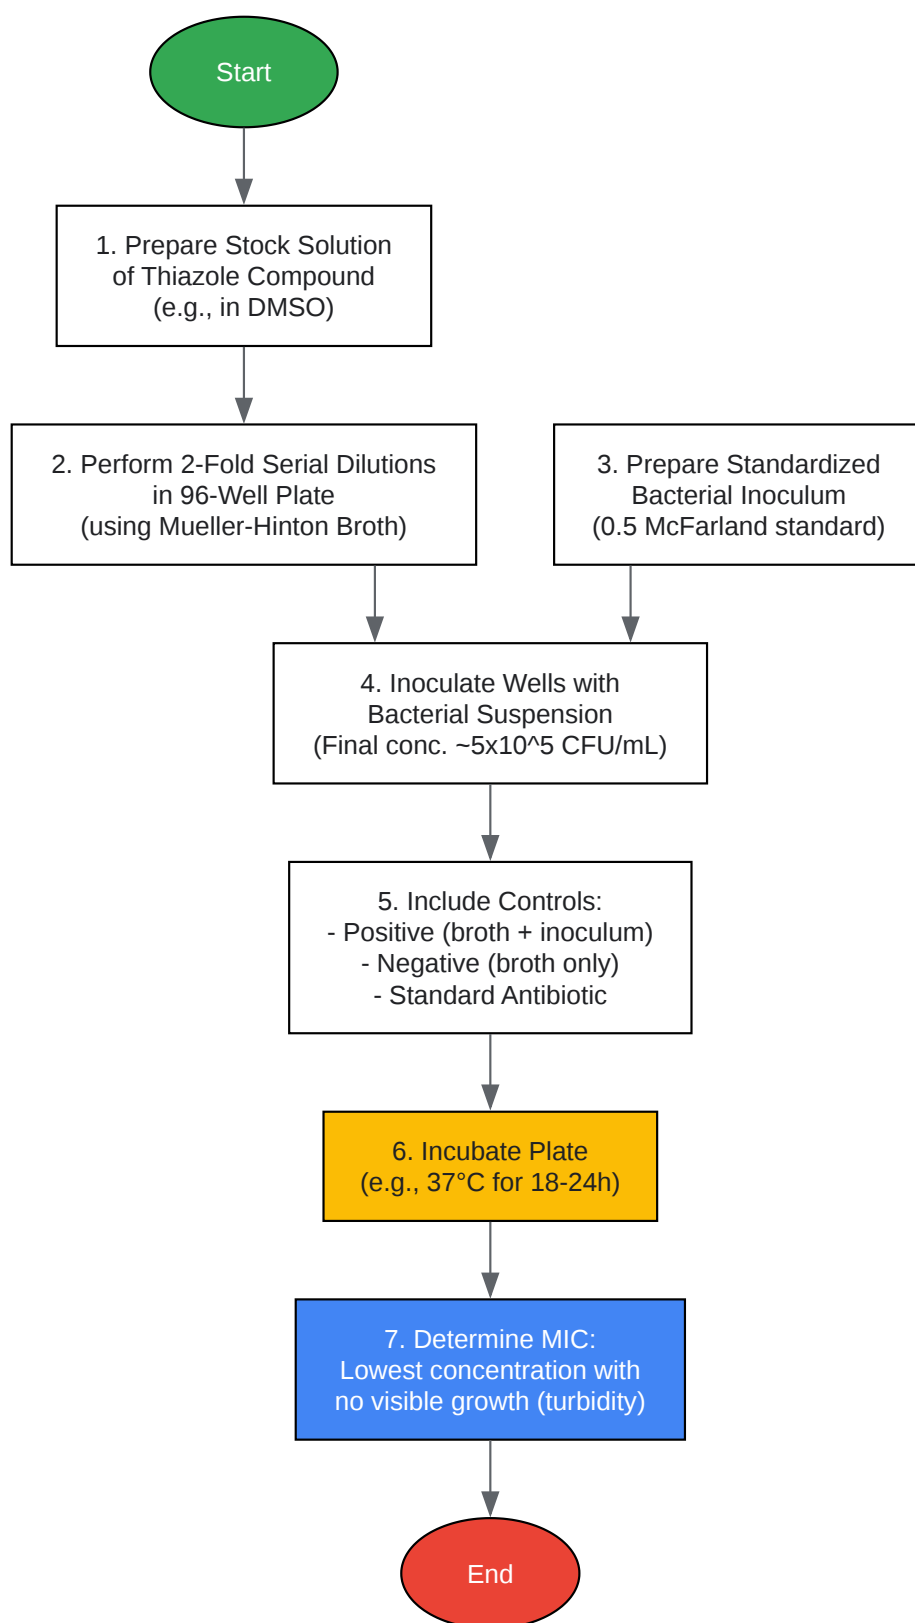 Start
1. Prepare Stock Solution
of Thiazole Compound
(e.g., in DMSO)
2. Perform 2-Fold Serial Dilutions
in 96-Well Plate
(using Mueller-Hinton Broth)
3. Prepare Standardized
Bacterial Inoculum
(0.5 McFarland standard)
4. Inoculate Wells with
Bacterial Suspension
(Final conc. ~5x10^5 CFU/mL)
5. Include Controls:
- Positive (broth + inoculum)
- Negative (broth only)
- Standard Antibiotic
6. Incubate Plate
(e.g., 37°C for 18-24h)
7. Determine MIC:
Lowest concentration with
no visible growth (turbidity)
End